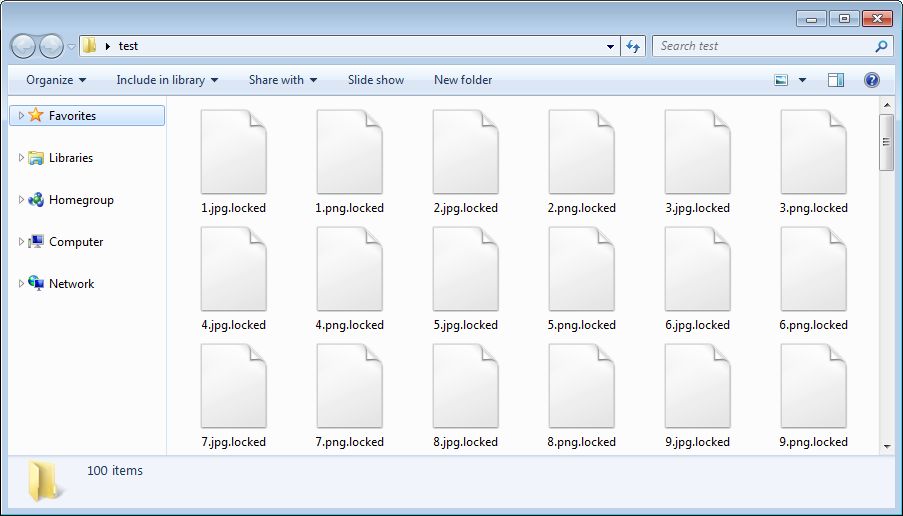 test
Search test
Organize Include in library Share with Slide show New folder
Favorites
Libraries
Homegroup
Computer
Network
1.jpg.locked 1.png.locked 2.jpg.locked 2.png.locked 3.jpg.locked 3.png.locked
4.jpg.locked 4.png.locked 5.jpg.locked 5.png.locked 6.jpg.locked 6.png.locked
7.jpg.locked 7.png.locked 8.jpg.locked 8.png.locked 9.jpg.locked 9.png.locked
100 items